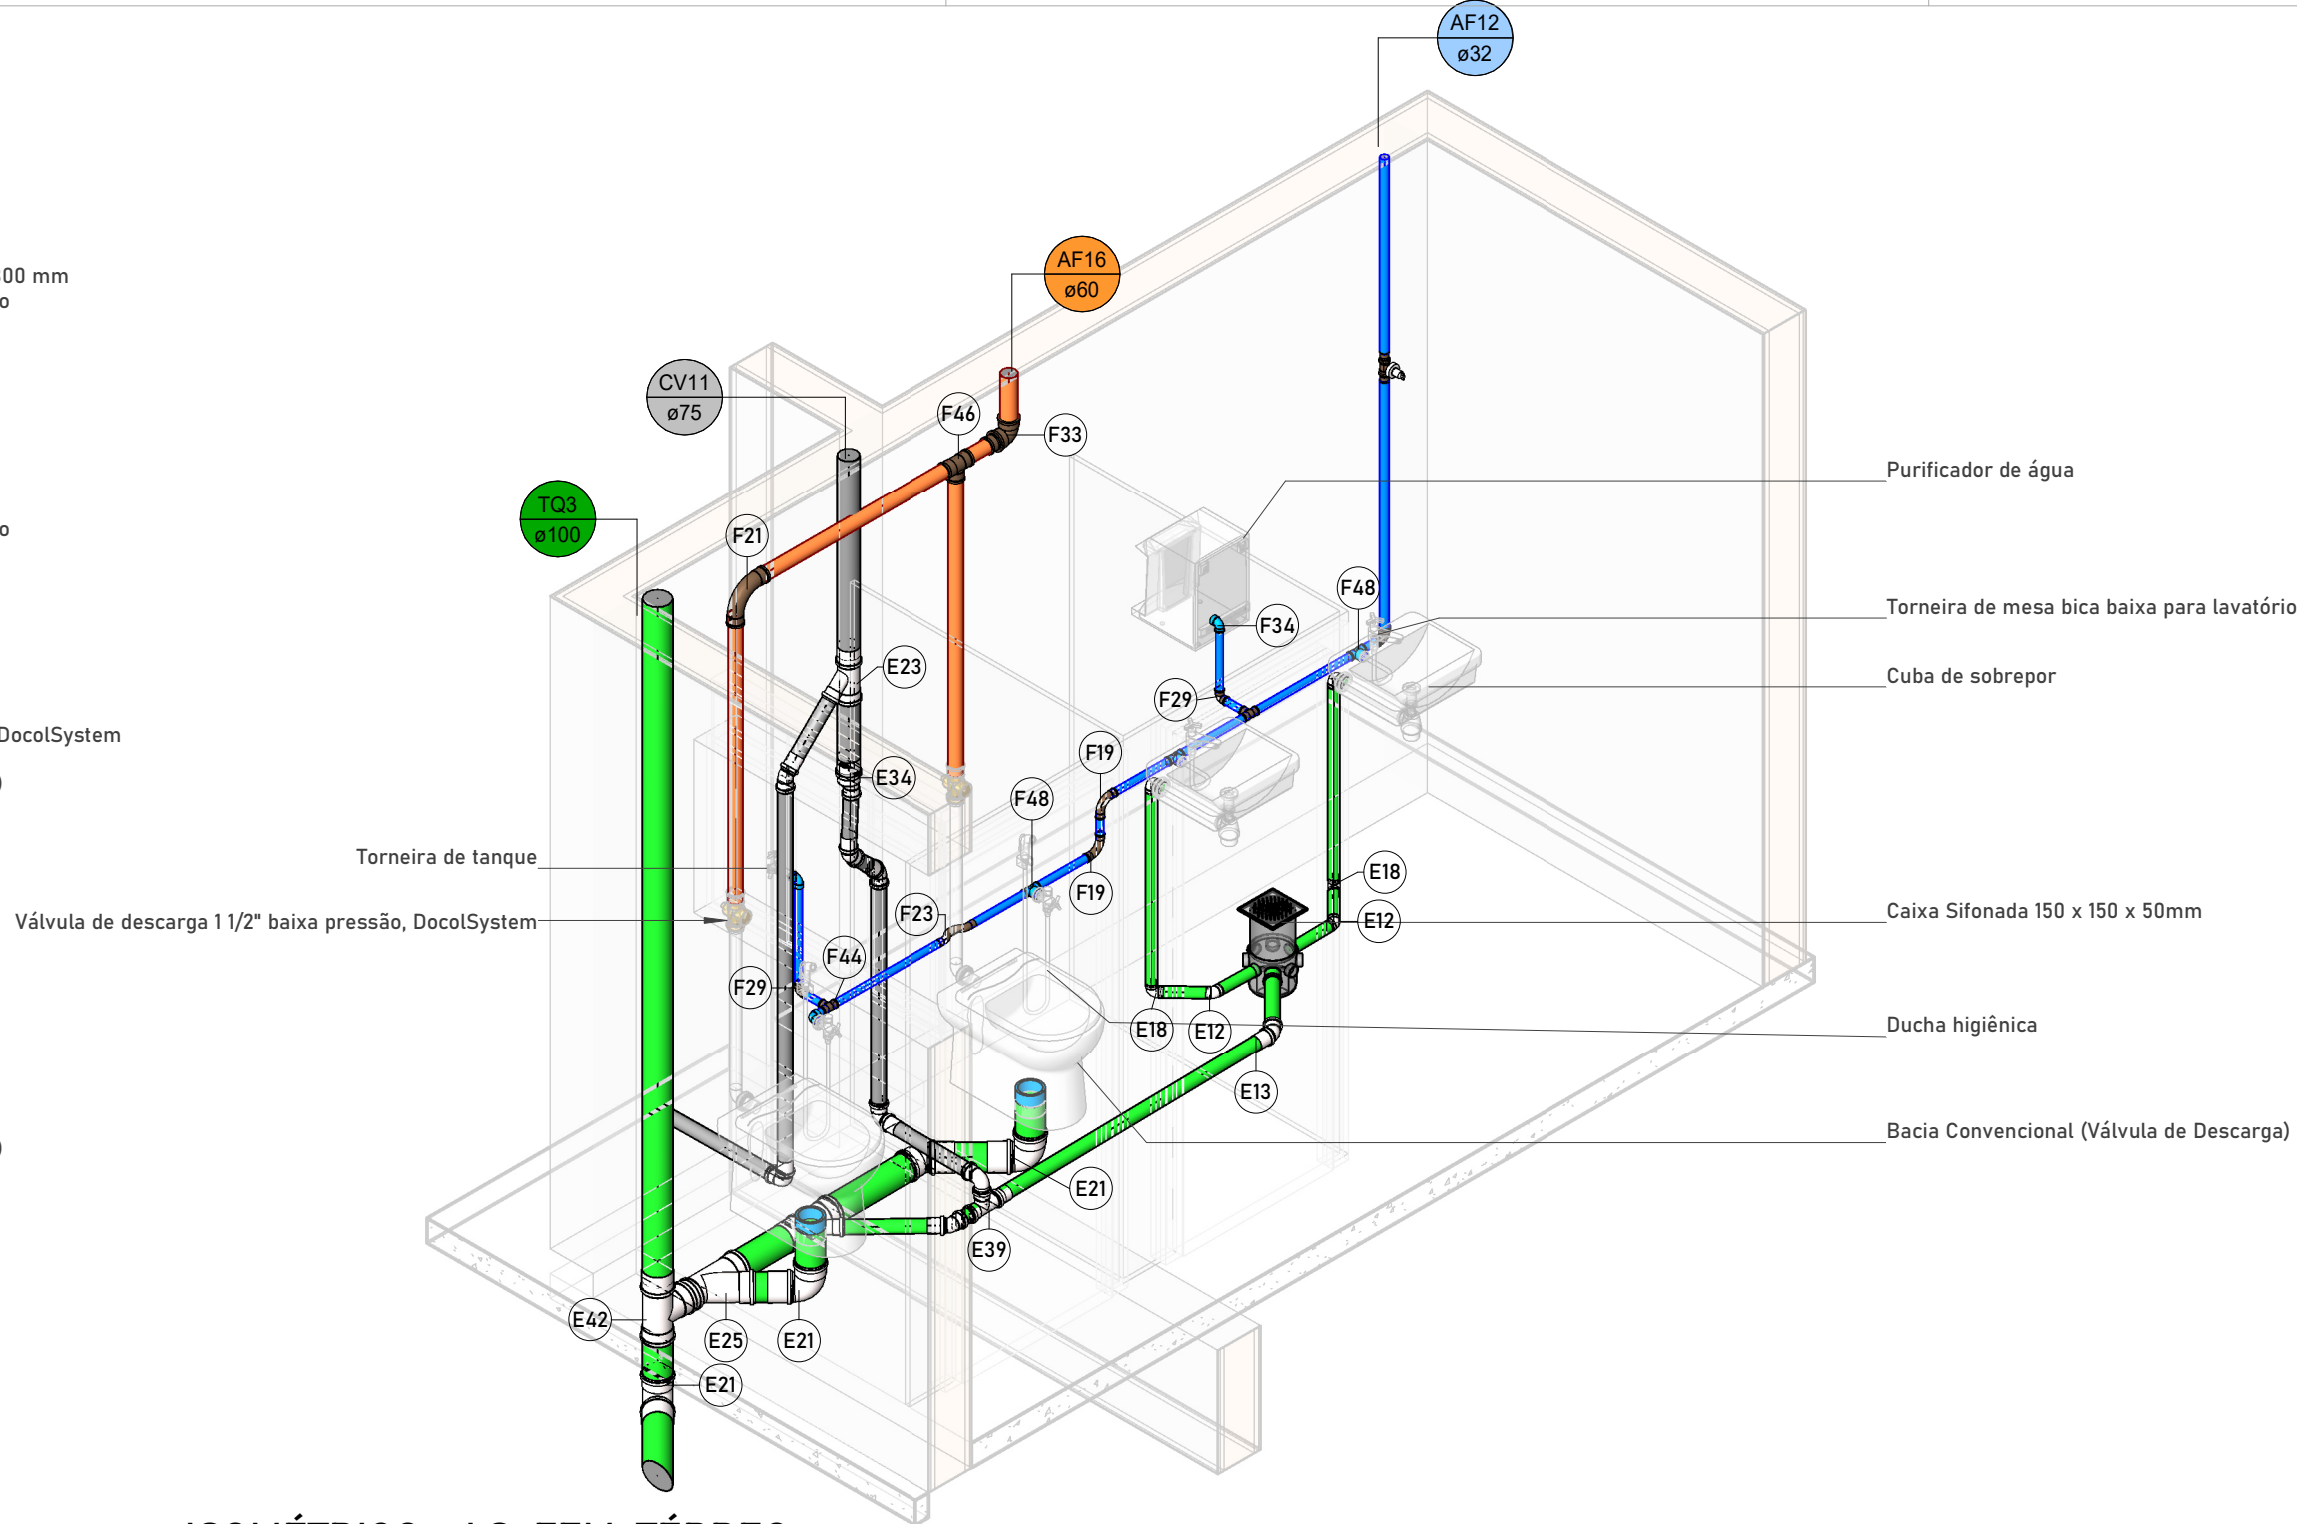 AF12
ø32
AF16
ø60
00 mm
CV11
ø75
F46
F33
Purificador de água
TQ3
ø100
F21
F48
Torneira de mesa bica baixa para lavatório
F34
E23
Cuba de sobrepor
F29
DocolSystem
F19
E34
F48
Torneira de tanque
E18
F19
Caixa Sifonada 150 x 150 x 50mm
Válvula de descarga 1 1/2" baixa pressão, DocolSystem
F23
E12
F44
F29
Ducha higiênica
E18
E12
E13
Bacia Convencional (Válvula de Descarga)
E21
E39
E42
E25
E21
E21